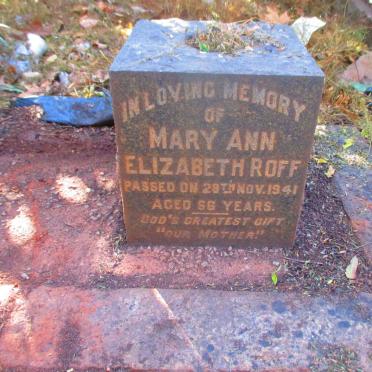 IN LOVING MEMORY
OF
MARY ANN
ELIZABETH ROFF
PASSED ON 28TH NOV. 1941
AGED 66 YEARS.
GOD'S GREATEST GIFT
"OUR MOTHER"